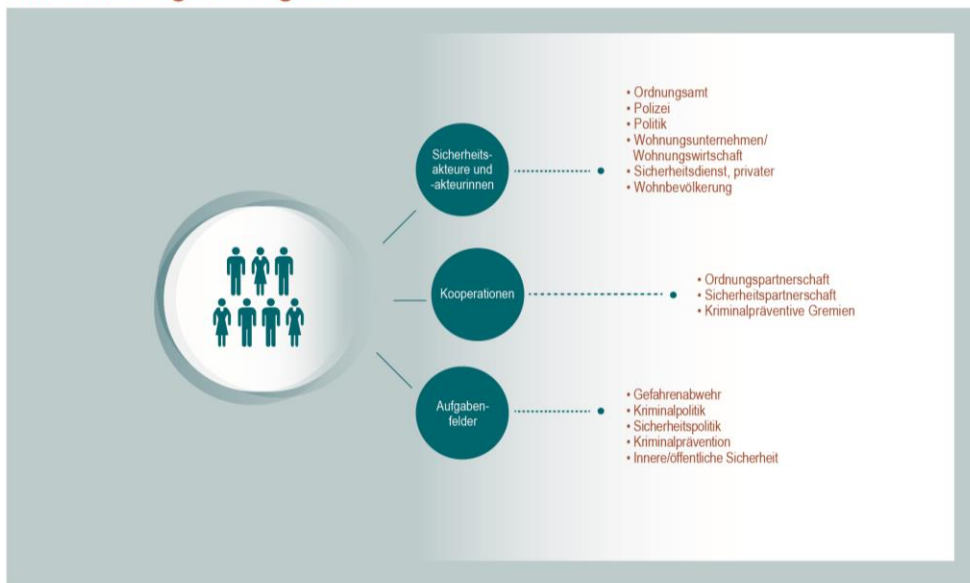 Sicherheits-
akteure und
-akteurinnen
• Ordnungsamt
• Polizei
• Politik
• Wohnungsunternehmen/
Wohnungswirtschaft
• Sicherheitsdienst, privater
• Wohnbevölkerung
Kooperationen
• Ordnungspartnerschaft
• Sicherheitspartnerschaft
• Kriminalpräventive Gremien
Aufgaben-
felder
• Gefahrenabwehr
• Kriminalpolitik
• Sicherheitspolitik
• Kriminalprävention
• Innere/öffentliche Sicherheit